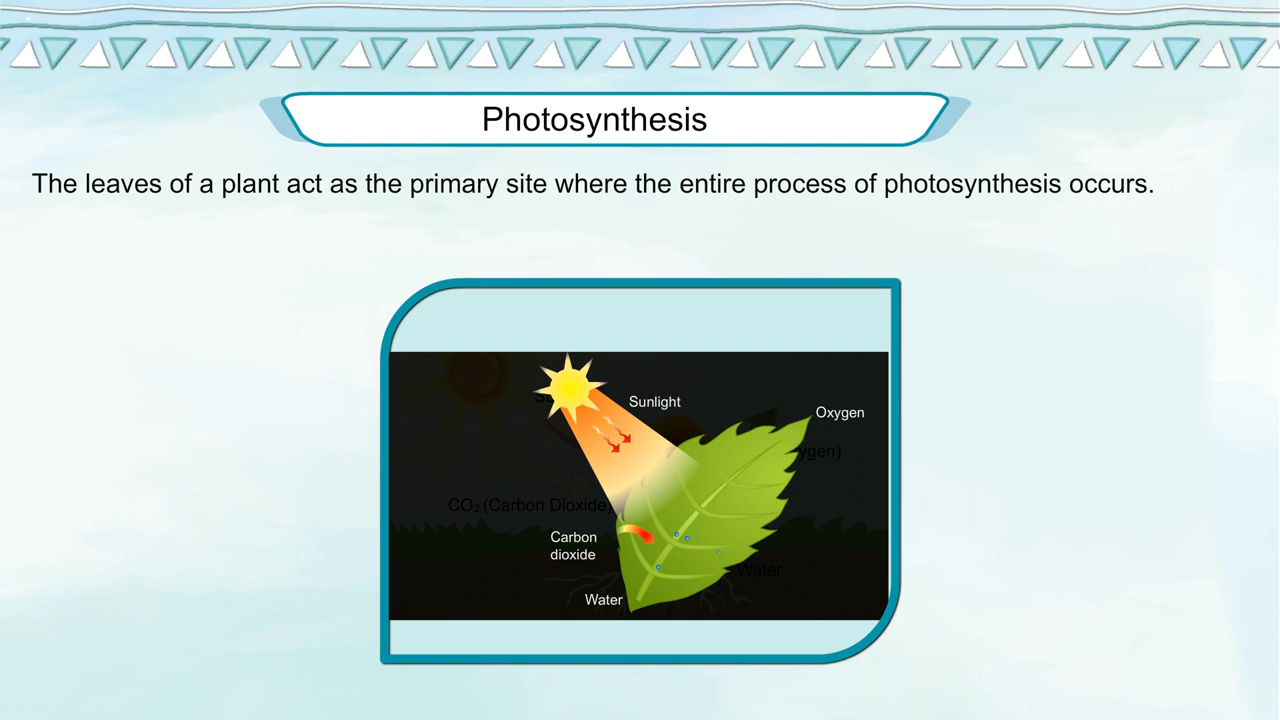 Photosynthesis
The leaves of a plant act as the primary site where the entire process of photosynthesis occurs.
Sunlight
Oxygen
ygen)
CO₂ (Carbon Dioxide)
Carbon
dioxide
Water
Water